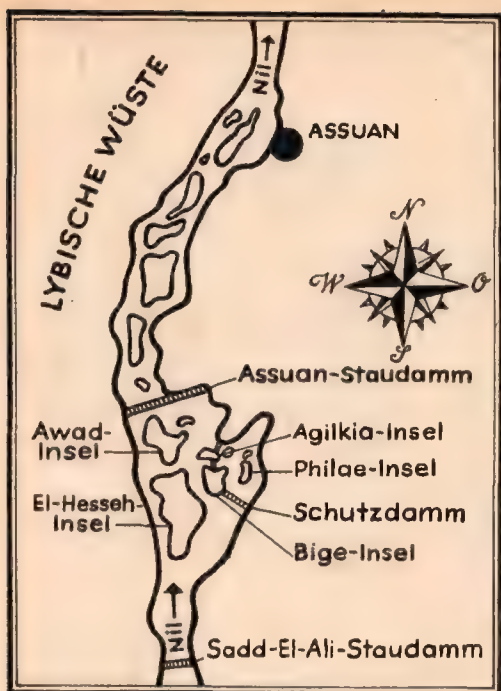 Nil
ASSUAN
LYBISCHE WÜSTE
N
W
O
S
Assuan-Staudamm
Awad-
Insel
Agilkia-Insel
Philae-Insel
El-Hesseh-
Insel
Schutzdamm
Bige-Insel
Nil
Sadd-El-Ali-Staudamm